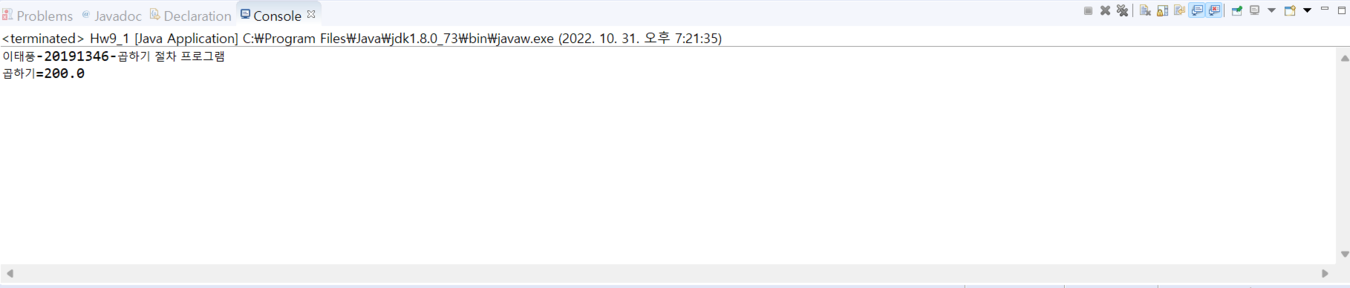 Problems Javadoc Declaration Console
<terminated> Hw9_1 [Java Application] C:₩Program Files₩Java₩jdk1.8.0_73₩bin₩javaw.exe (2022. 10. 31. 오후 7:21:35)
이태풍-20191346-곱하기 절차 프로그램
곱하기=200.0